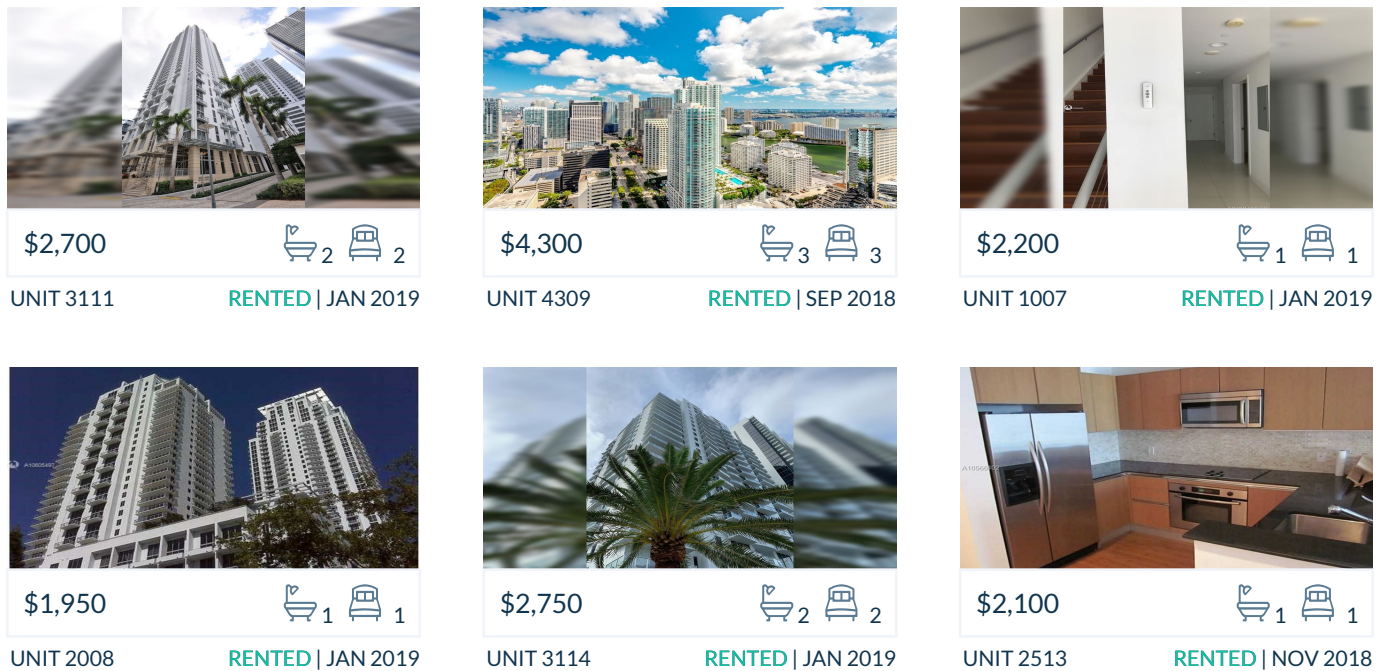 $2,700 2 2
$4,300 3 3
$2,200 1 1
UNIT 3111 RENTED | JAN 2019
UNIT 4309 RENTED | SEP 2018
UNIT 1007 RENTED | JAN 2019
$1,950 1 1
$2,750 2 2
$2,100 1 1
UNIT 2008 RENTED | JAN 2019
UNIT 3114 RENTED | JAN 2019
UNIT 2513 RENTED | NOV 2018